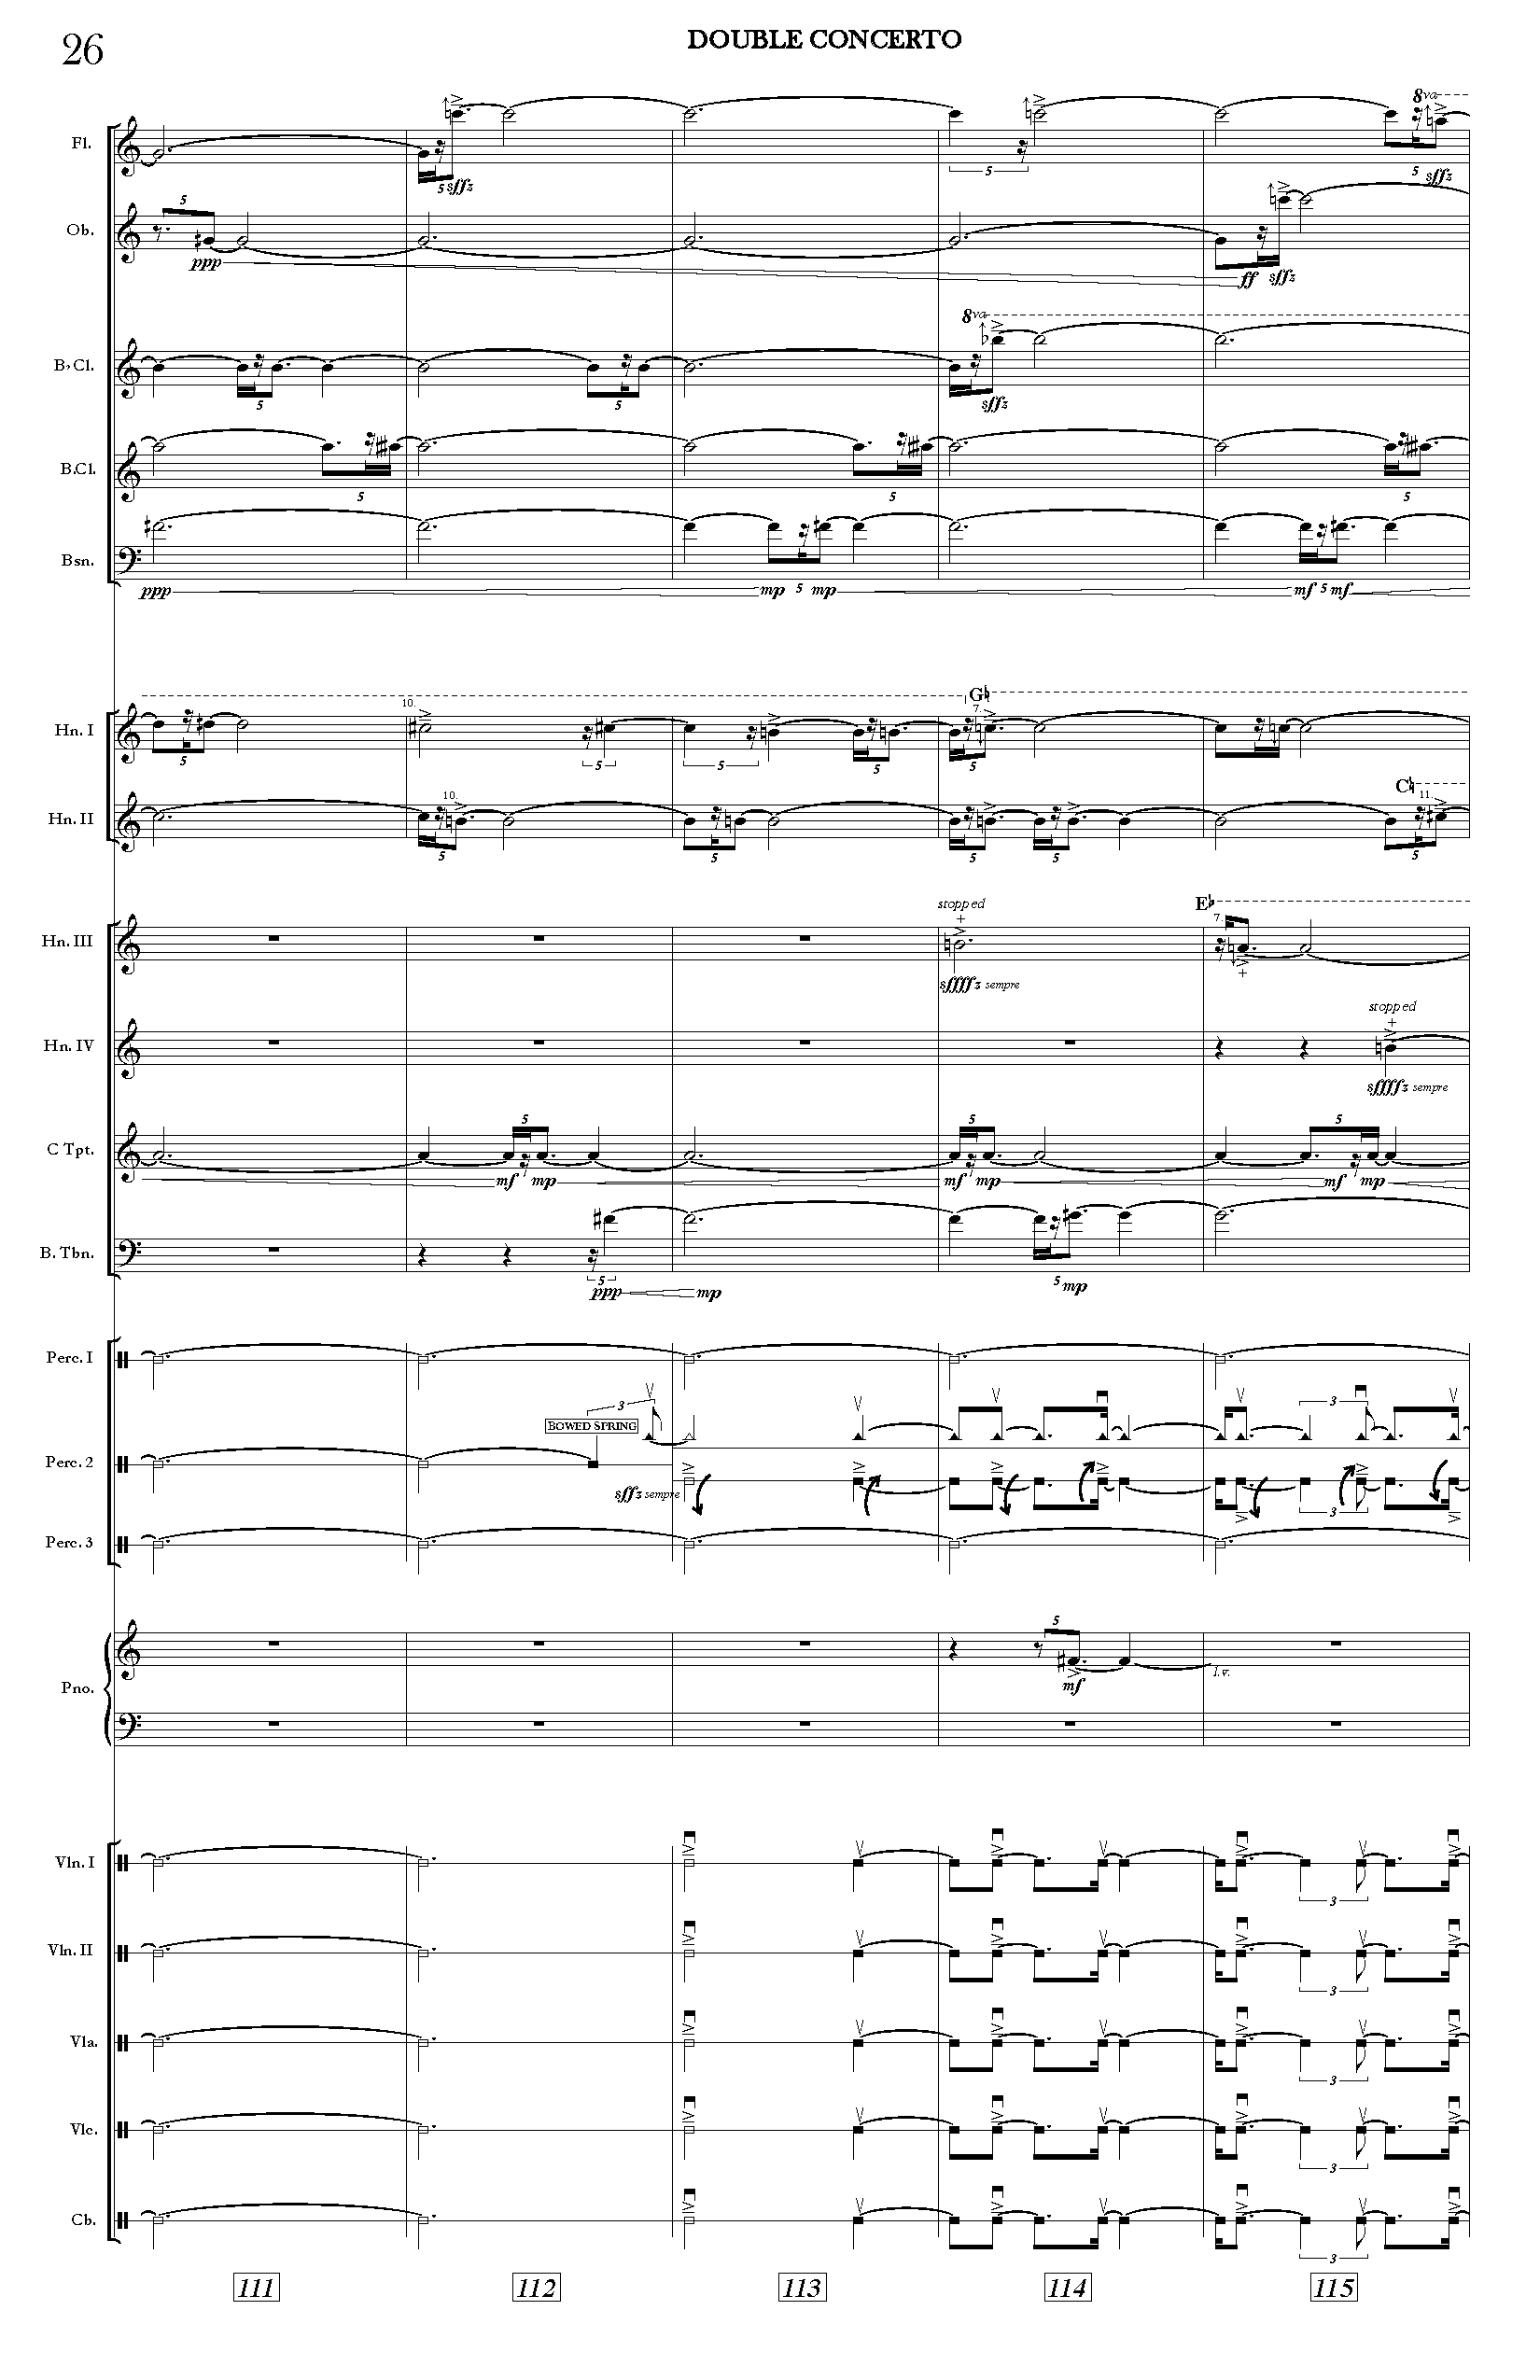 26
DOUBLE CONCERTO
8va
Fl.
5 sffz 5 5 sffz
5
Ob.
ppp ff sffz
8va
B♭ Cl.
5 5 sffz
B.Cl.
5 5 5
Bsn.
ppp mp 5 mp mf 5 mf
10. G♮
7.
Hn. I
5 5 5 5 5
C♮
10. 11.
Hn. II
5 5 5 5 5
stopped E♭
+ 7.
Hn. III
+
sffffz sempre
stopped
+
Hn. IV
sffffz sempre
5 5 5
C Tpt.
mf mp mf mp mf mp
B. Tbn.
5 5 mp
ppp mp
Perc. I
3 3
BOWED SPRING
Perc. 2
sffz sempre
3
Perc. 3
5
l.v.
mf
Pno.
Vln. I
3
Vln. II
3
Vla.
3
Vlc.
3
Cb.
3
111 112 113 114 115